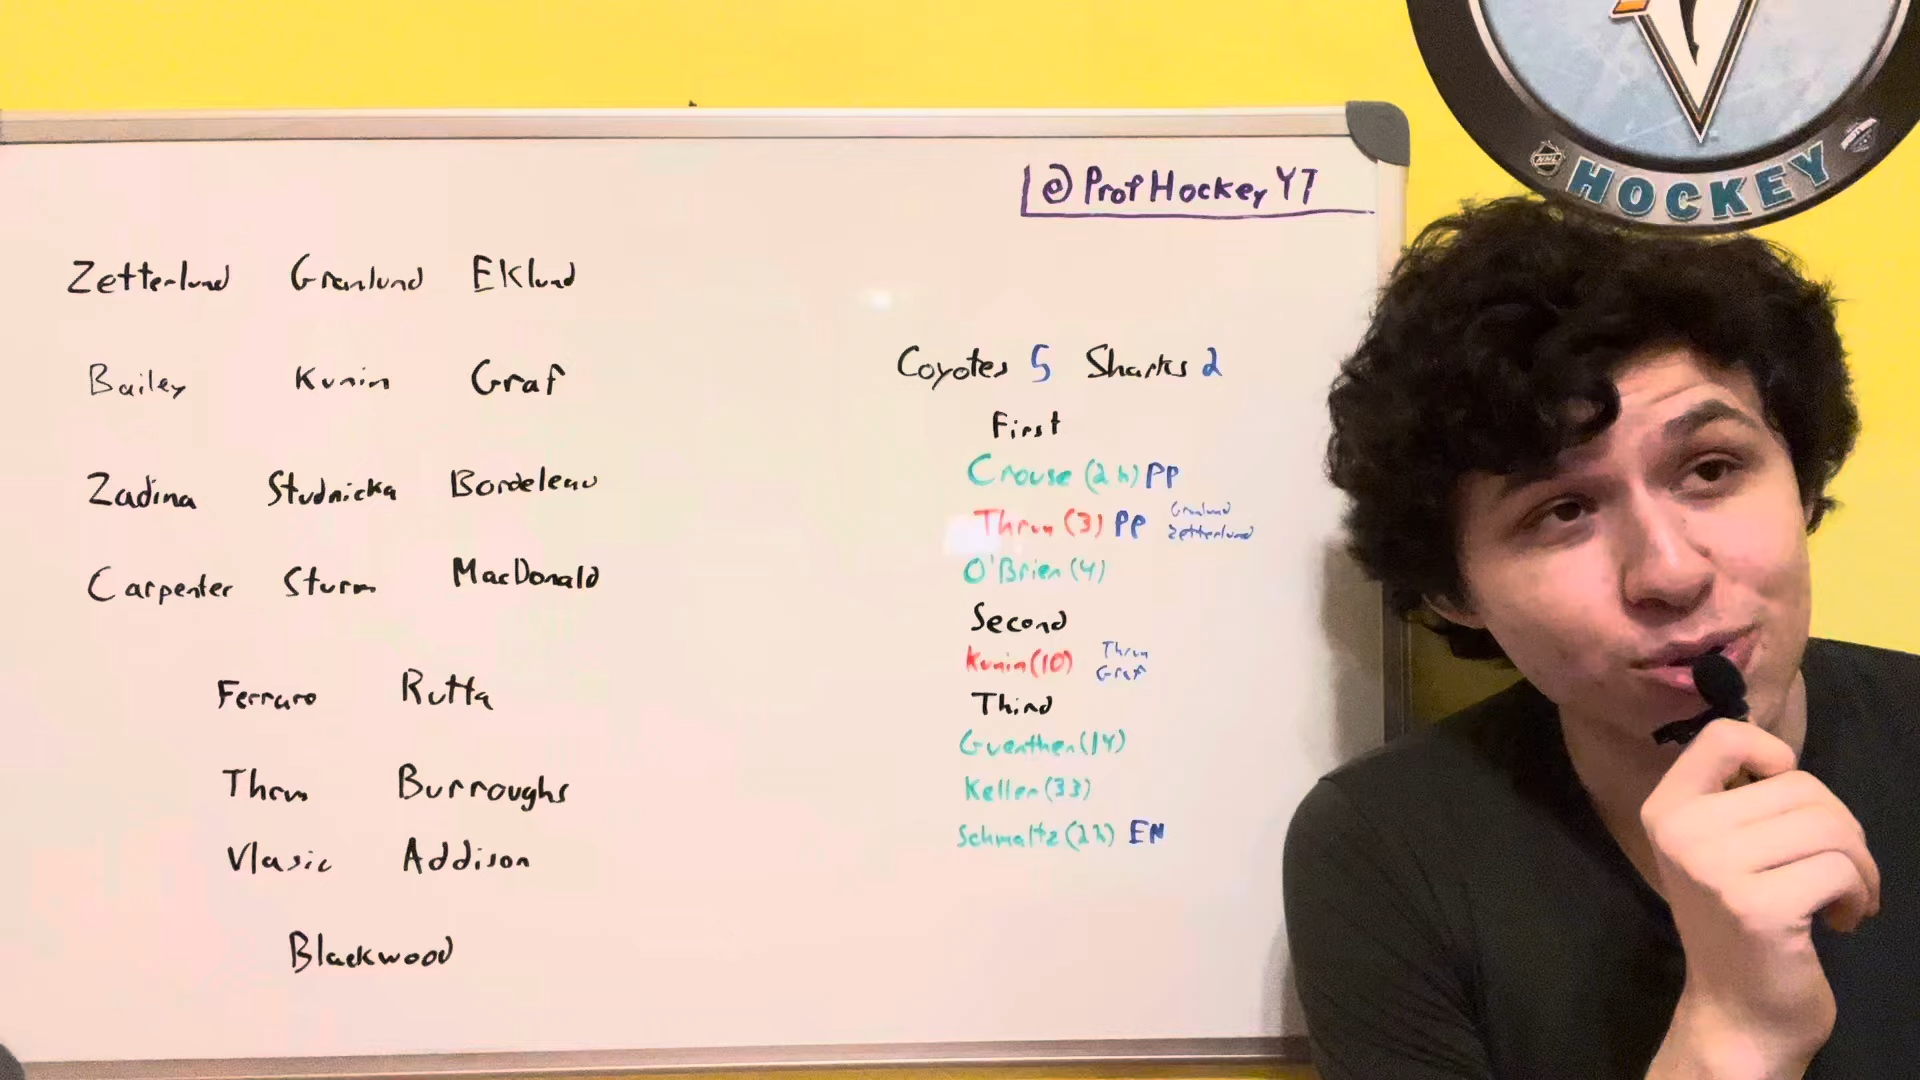 @ProfHockeyYT
NHL
HOCKEY
Zetterlund Granlund Eklund
Bailey Kunin Graf
Zadina Studnicka Bordeleau
Carpenter Sturm MacDonald
Ferraro Rutta
Thrun Burroughs
Vlasic Addison
Blackwood
Coyotes 5 Sharks 2
First
Crouse (22) PP
Thrun (3) PP Granlund Zetterlund
O'Brien (4)
Second
Kunin (10) Thrun Graf
Third
Guenther (14)
Keller (33)
Schmaltz (22) EN